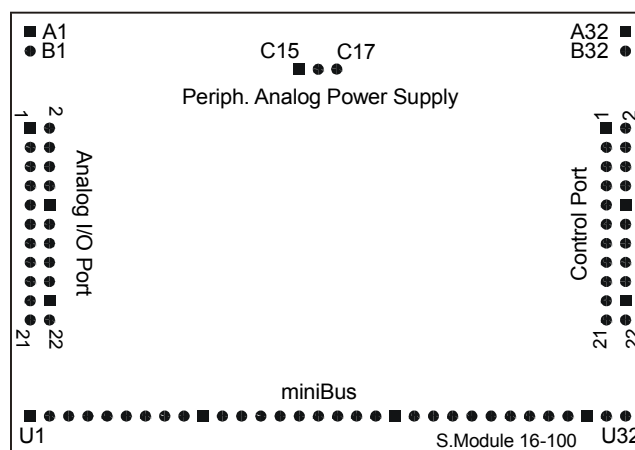 A1
B1
A32
B32
C15
C17
Periph. Analog Power Supply
1
2
Analog I/O Port
21
22
1
2
Control Port
21
22
miniBus
U1
U32
S.Module 16-100